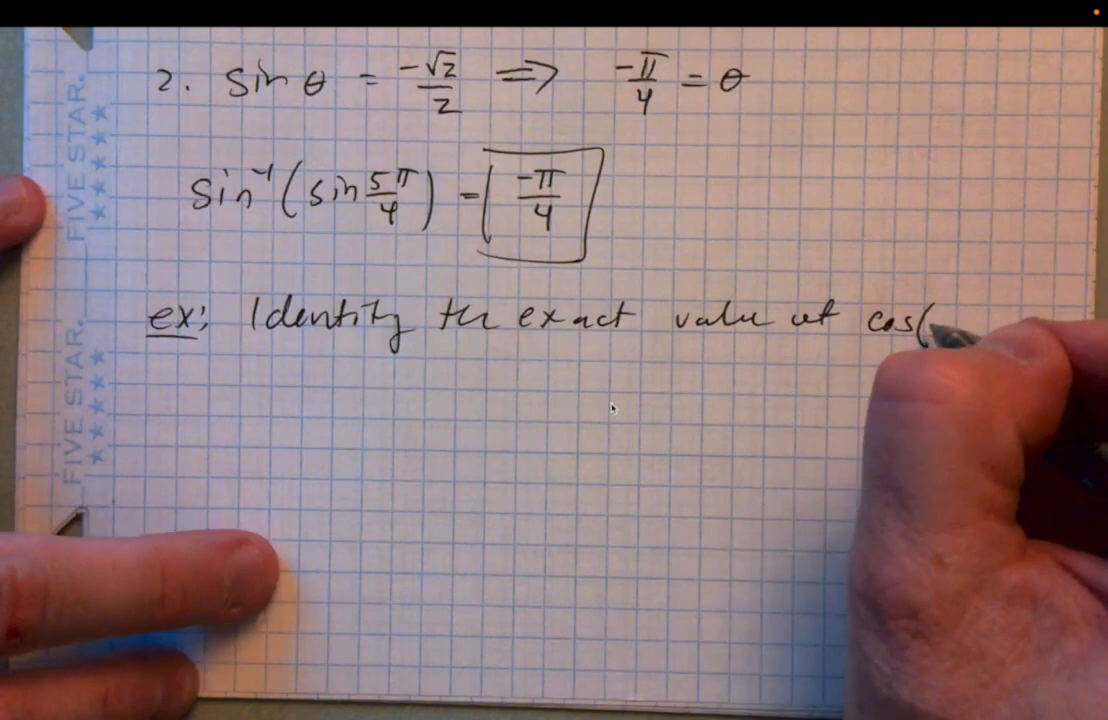 2. sin θ = -√2/2 ⇒ -π/4 = θ
sin⁻¹(sin 5π/4) = -π/4
ex: Identify the exact value of cos(
FIVE STAR.
FIVE STAR.